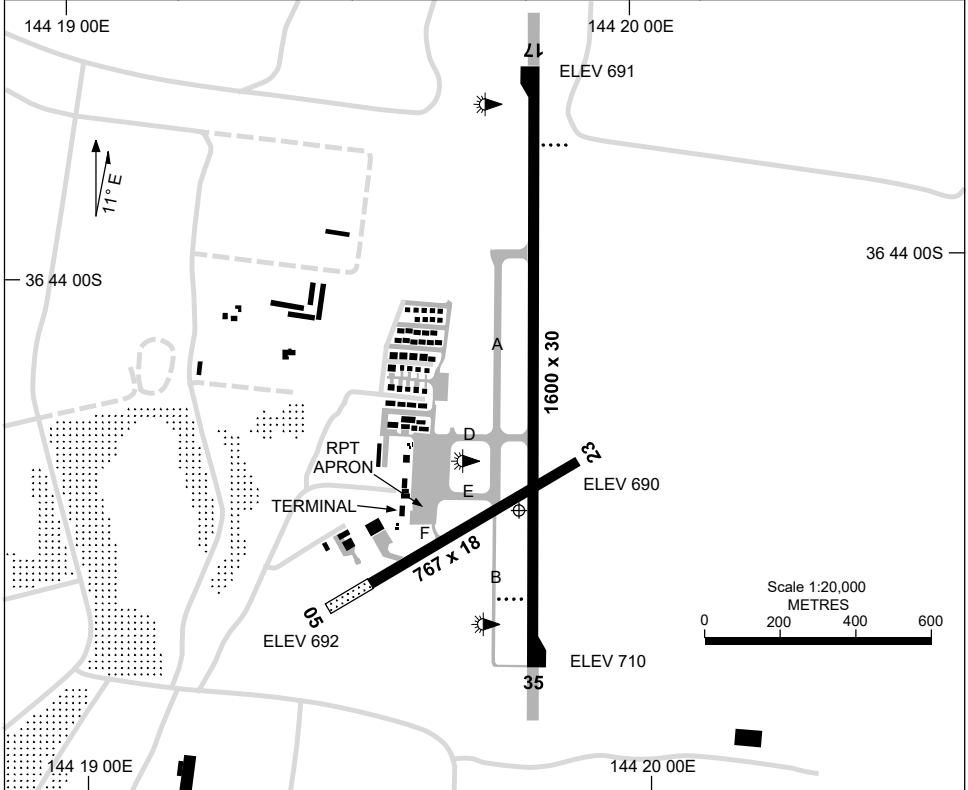 144 19 00E
144 20 00E
17
ELEV 691
11° E
36 44 00S
36 44 00S
A
1600 x 30
D
RPT
APRON
23
E
ELEV 690
TERMINAL
F
767 x 18
B
Scale 1:20,000
METRES
0 200 400 600
05
ELEV 692
ELEV 710
35
144 19 00E
144 20 00E